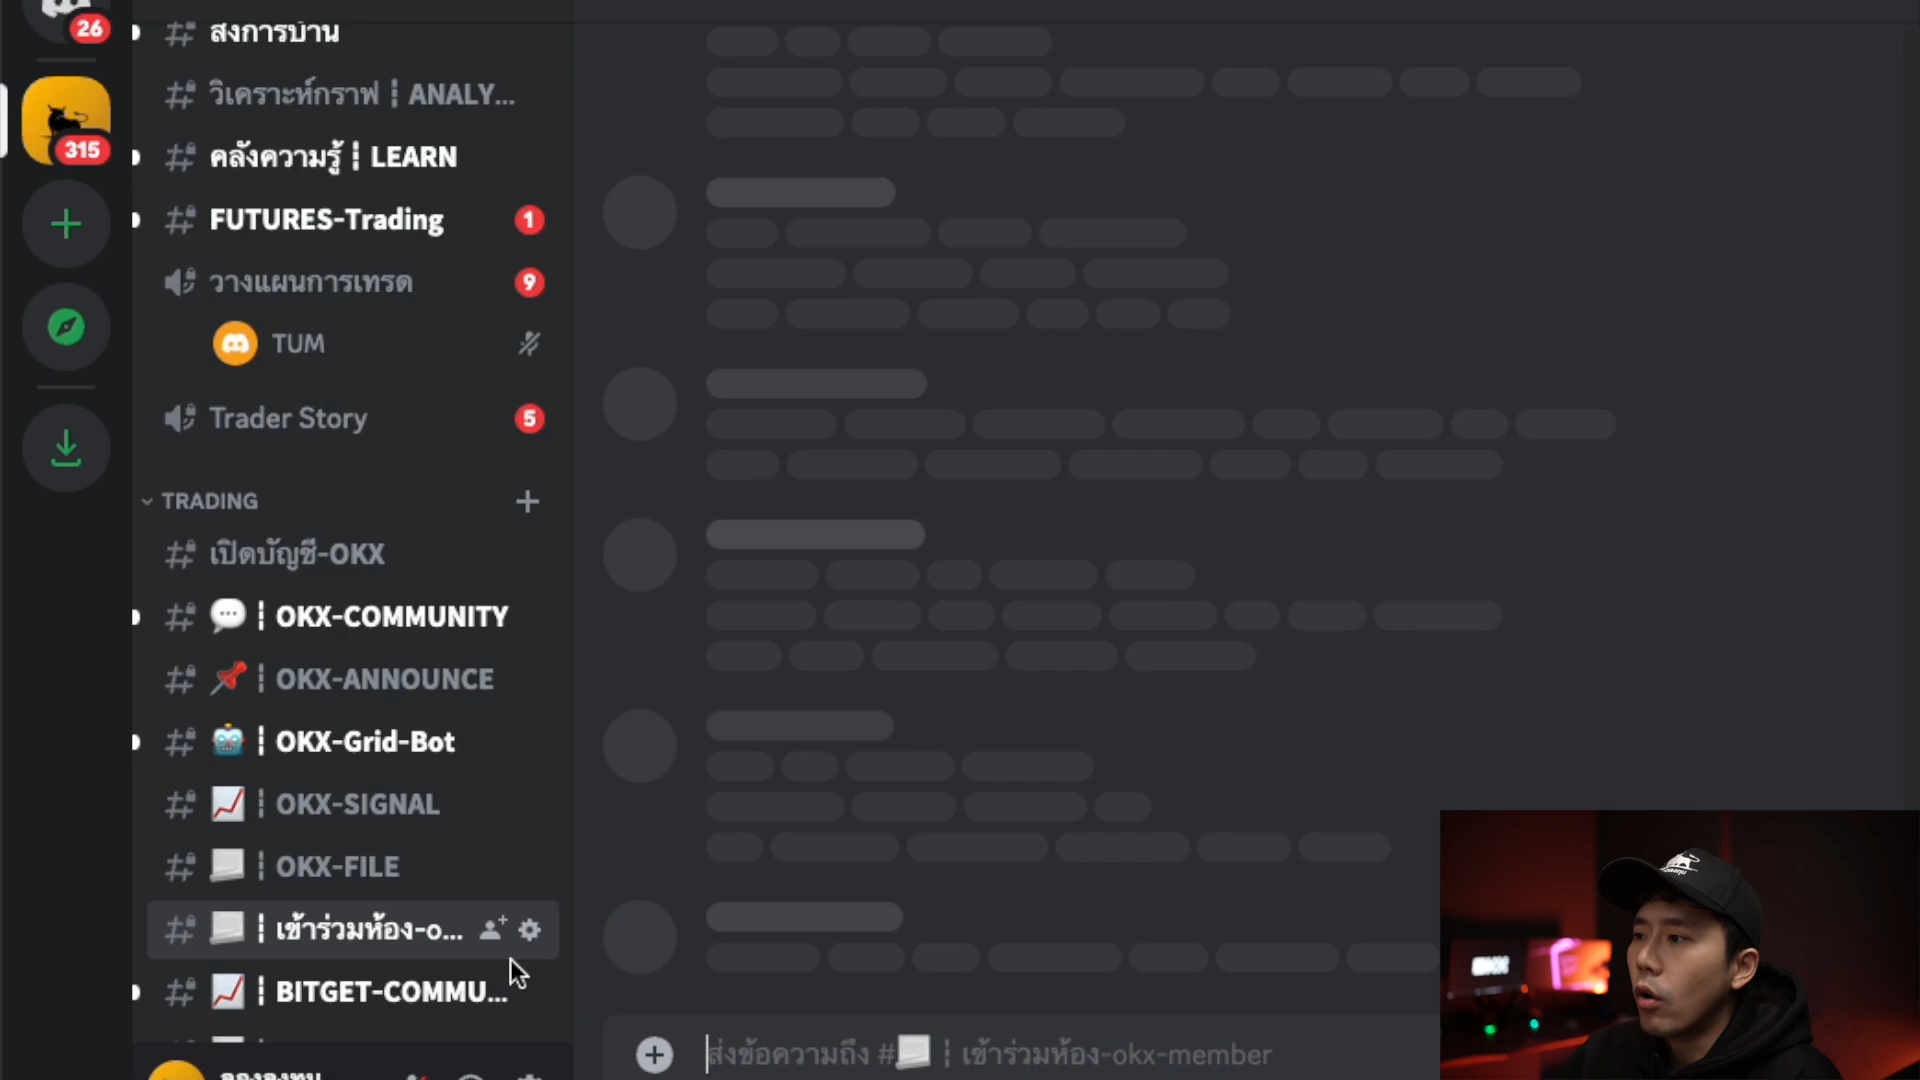 26
ส่งการบ้าน
วิเคราะห์กราฟ ┇ ANALY...
315
คลังความรู้ ┇ LEARN
FUTURES-Trading 1
วางแผนการเทรด 9
TUM
Trader Story 5
TRADING
เปิดบัญชี-OKX
💬 ┇ OKX-COMMUNITY
📌 ┇ OKX-ANNOUNCE
🤖 ┇ OKX-Grid-Bot
📈 ┇ OKX-SIGNAL
┇ OKX-FILE
┇ เข้าร่วมห้อง-o...
📈 ┇ BITGET-COMMU...
ส่งข้อความถึง # ┇ เข้าร่วมห้อง-okx-member